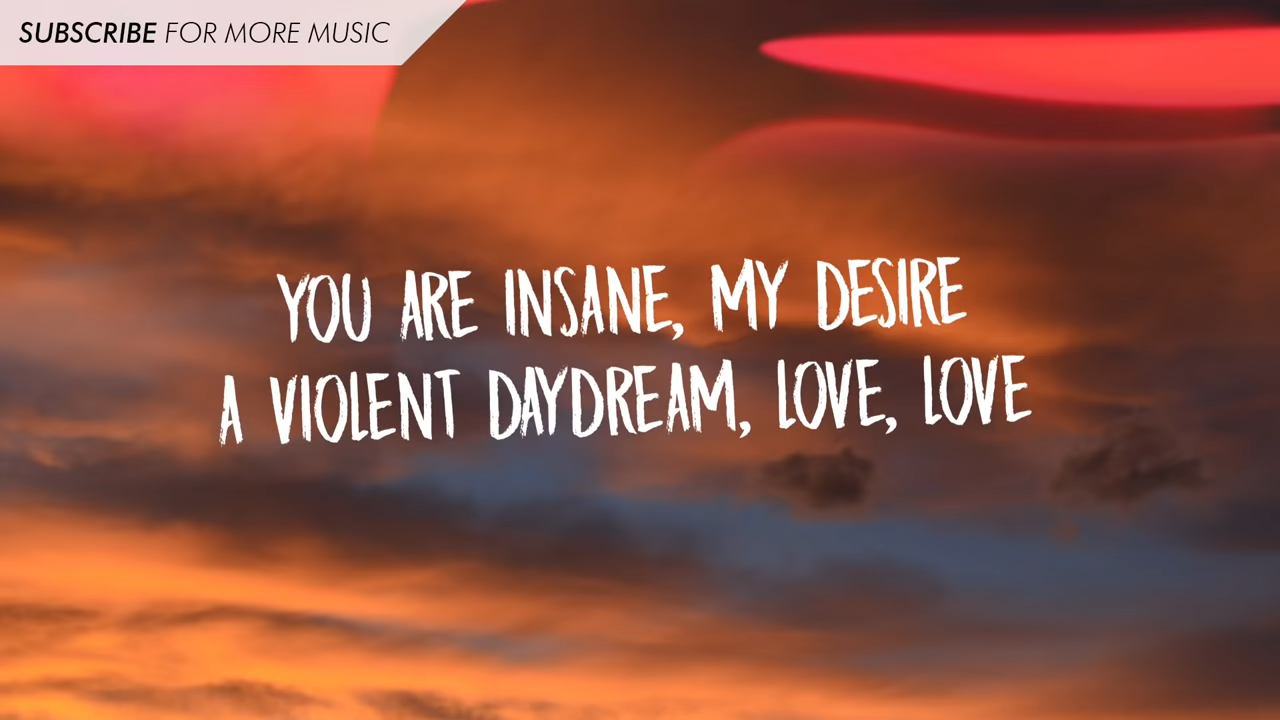 SUBSCRIBE FOR MORE MUSIC
YOU ARE INSANE, MY DESIRE
A VIOLENT DAYDREAM, LOVE, LOVE